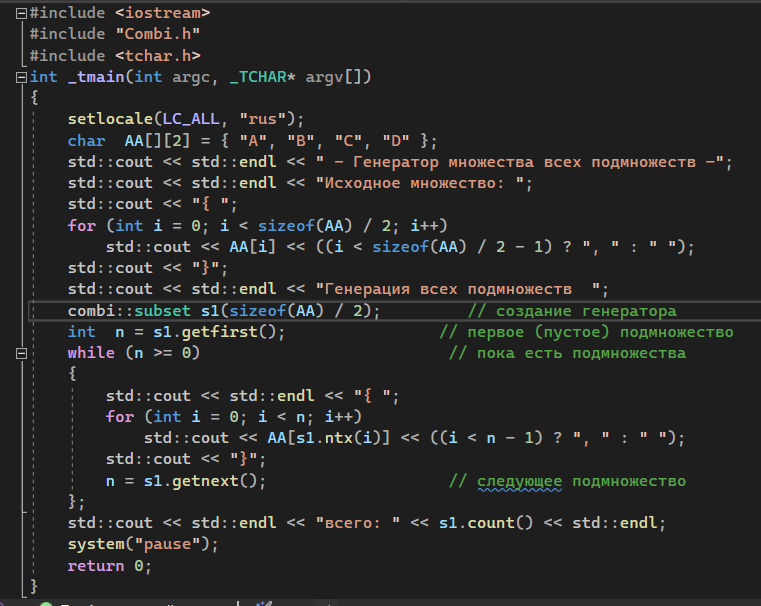 #include <iostream>
#include "Combi.h"
#include <tchar.h>
int _tmain(int argc, _TCHAR* argv[])
{
    setlocale(LC_ALL, "rus");
    char  AA[][2] = { "A", "B", "C", "D" };
    std::cout << std::endl << " - Генератор множества всех подмножеств -";
    std::cout << std::endl << "Исходное множество: ";
    std::cout << "{ ";
    for (int i = 0; i < sizeof(AA) / 2; i++)
        std::cout << AA[i] << ((i < sizeof(AA) / 2 - 1) ? ", " : " ");
    std::cout << "}";
    std::cout << std::endl << "Генерация всех подмножеств  ";
    combi::subset s1(sizeof(AA) / 2);         // создание генератора
    int  n = s1.getfirst();                // первое (пустое) подмножество
    while (n >= 0)                          // пока есть подмножества
    {
        std::cout << std::endl << "{ ";
        for (int i = 0; i < n; i++)
            std::cout << AA[s1.ntx(i)] << ((i < n - 1) ? ", " : " ");
        std::cout << "}";
        n = s1.getnext();                   // следующее подмножество
    };
    std::cout << std::endl << "всего: " << s1.count() << std::endl;
    system("pause");
    return 0;
}